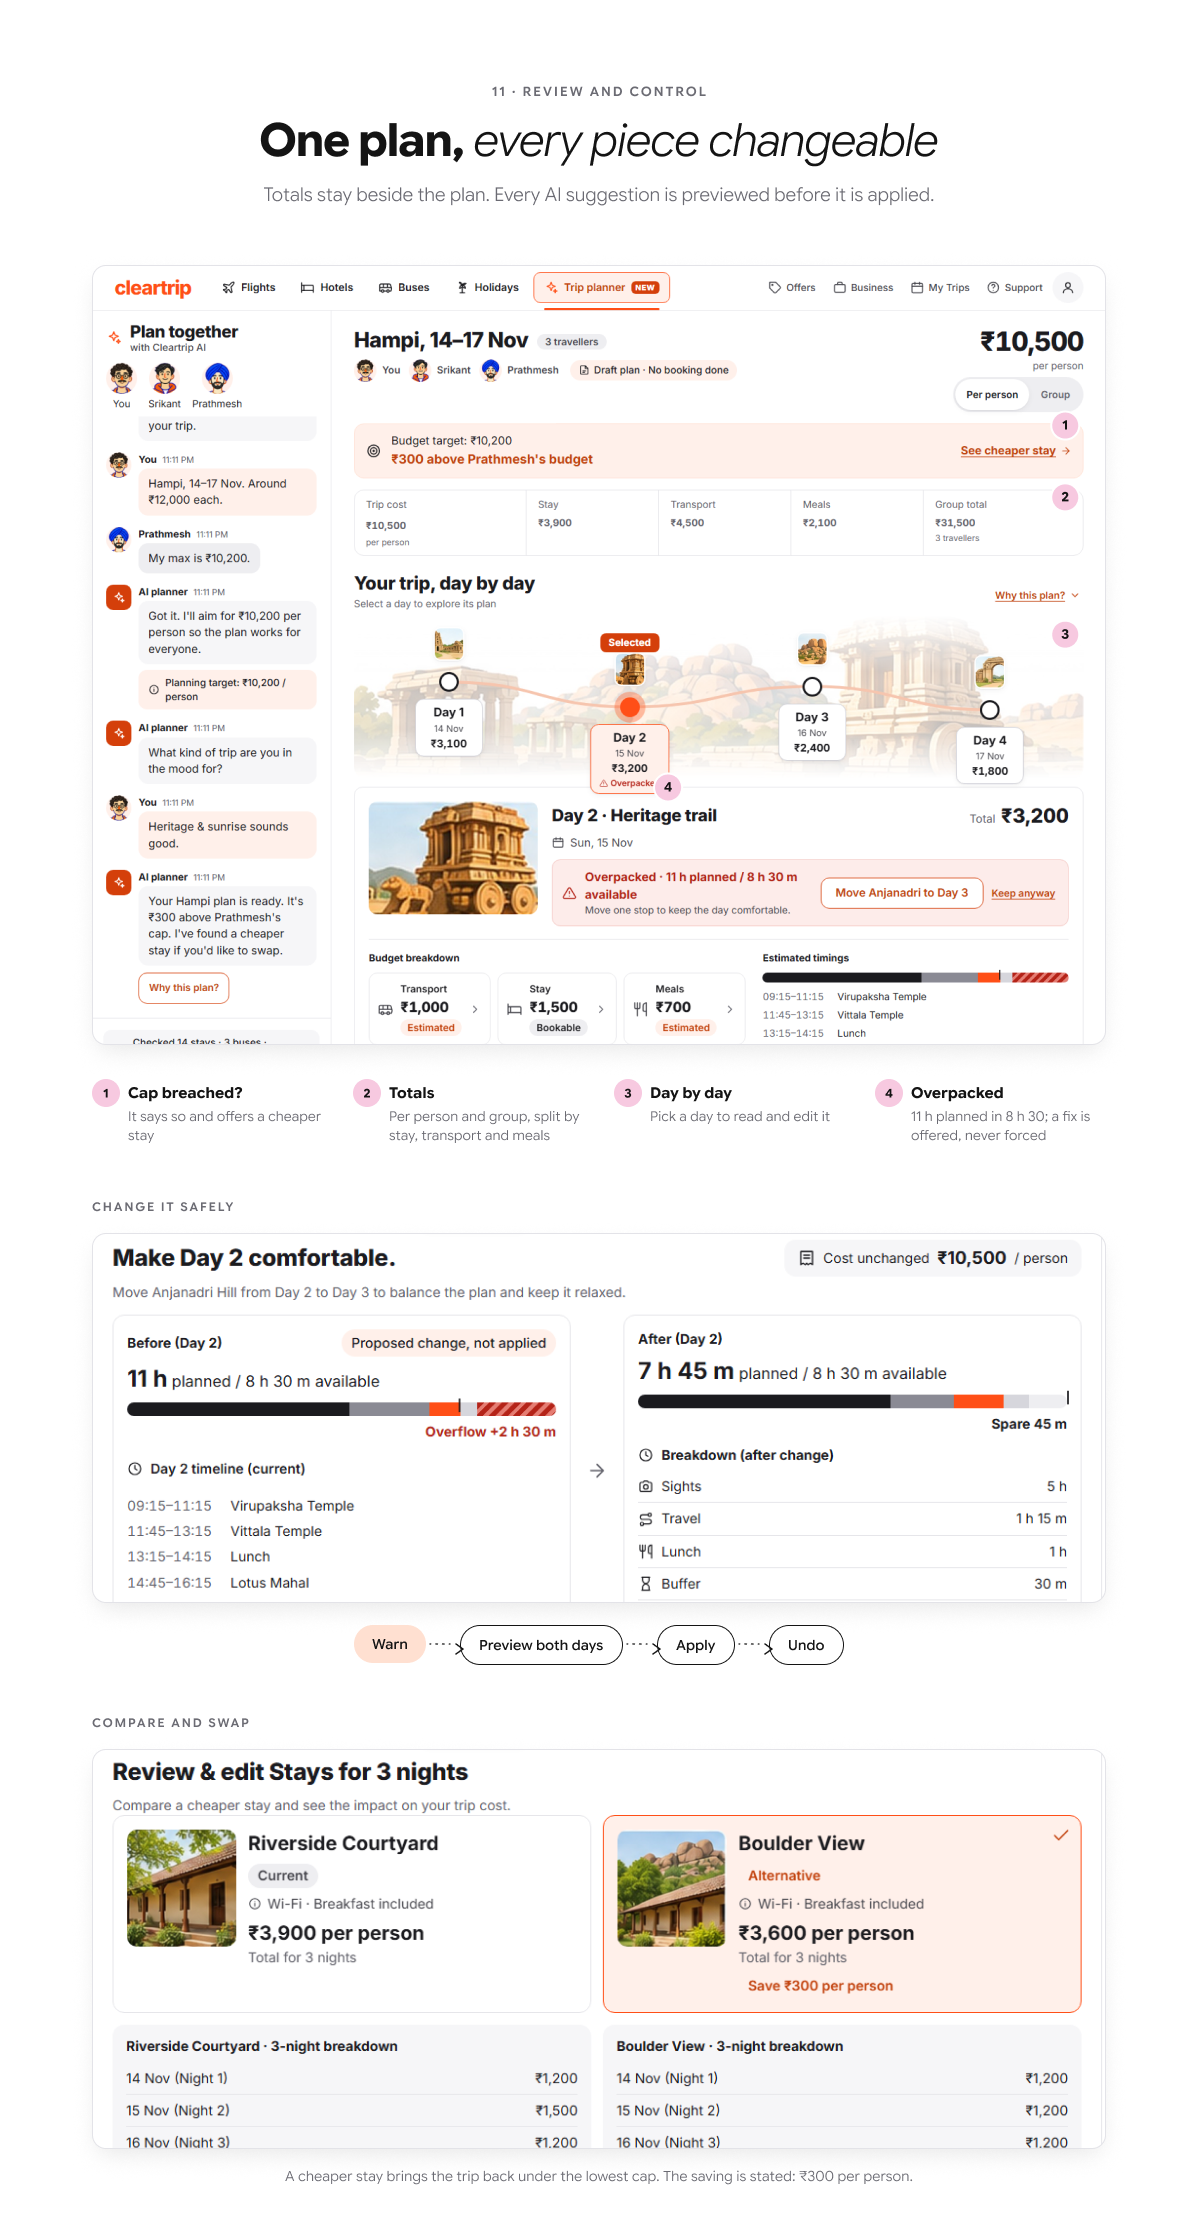 11 · REVIEW AND CONTROL
One plan, every piece changeable
Totals stay beside the plan. Every AI suggestion is previewed before it is applied.
cleartrip
Flights
Hotels
Buses
Holidays
Trip planner NEW
Offers
Business
My Trips
Support
Plan together
with Cleartrip AI
You
Srikant
Prathmesh
your trip.
You 11:11 PM
Hampi, 14–17 Nov. Around
₹12,000 each.
Prathmesh 11:11 PM
My max is ₹10,200.
AI planner 11:11 PM
Got it. I'll aim for ₹10,200 per
person so the plan works for
everyone.
Planning target: ₹10,200 /
person
AI planner 11:11 PM
What kind of trip are you in
the mood for?
You 11:11 PM
Heritage & sunrise sounds
good.
AI planner 11:11 PM
Your Hampi plan is ready. It's
₹300 above Prathmesh's
cap. I've found a cheaper
stay if you'd like to swap.
Why this plan?
Checked 14 stays · 3 buses ·
Hampi, 14–17 Nov
3 travellers
You
Srikant
Prathmesh
Draft plan · No booking done
₹10,500
per person
Per person
Group
1
Budget target: ₹10,200
₹300 above Prathmesh's budget
See cheaper stay →
2
Trip cost
₹10,500
per person
Stay
₹3,900
Transport
₹4,500
Meals
₹2,100
Group total
₹31,500
3 travellers
Your trip, day by day
Select a day to explore its plan
Why this plan?
3
Selected
Day 1
14 Nov
₹3,100
Day 2
15 Nov
₹3,200
Overpacke
4
Day 3
16 Nov
₹2,400
Day 4
17 Nov
₹1,800
Day 2 · Heritage trail
Sun, 15 Nov
Total ₹3,200
Overpacked · 11 h planned / 8 h 30 m
available
Move one stop to keep the day comfortable.
Move Anjanadri to Day 3
Keep anyway
Budget breakdown
Transport
₹1,000
Estimated
Stay
₹1,500
Bookable
Meals
₹700
Estimated
Estimated timings
09:15–11:15 Virupaksha Temple
11:45–13:15 Vittala Temple
13:15–14:15 Lunch
1 Cap breached?
It says so and offers a cheaper
stay
2 Totals
Per person and group, split by
stay, transport and meals
3 Day by day
Pick a day to read and edit it
4 Overpacked
11 h planned in 8 h 30; a fix is
offered, never forced
CHANGE IT SAFELY
Make Day 2 comfortable.
Cost unchanged ₹10,500 / person
Move Anjanadri Hill from Day 2 to Day 3 to balance the plan and keep it relaxed.
Before (Day 2)
Proposed change, not applied
11 h planned / 8 h 30 m available
Overflow +2 h 30 m
Day 2 timeline (current)
09:15–11:15 Virupaksha Temple
11:45–13:15 Vittala Temple
13:15–14:15 Lunch
14:45–16:15 Lotus Mahal
→
After (Day 2)
7 h 45 m planned / 8 h 30 m available
Spare 45 m
Breakdown (after change)
Sights 5 h
Travel 1 h 15 m
Lunch 1 h
Buffer 30 m
Warn
Preview both days
Apply
Undo
COMPARE AND SWAP
Review & edit Stays for 3 nights
Compare a cheaper stay and see the impact on your trip cost.
Riverside Courtyard
Current
Wi-Fi · Breakfast included
₹3,900 per person
Total for 3 nights
Boulder View
Alternative
Wi-Fi · Breakfast included
₹3,600 per person
Total for 3 nights
Save ₹300 per person
Riverside Courtyard · 3-night breakdown
14 Nov (Night 1) ₹1,200
15 Nov (Night 2) ₹1,500
16 Nov (Night 3) ₹1,200
Boulder View · 3-night breakdown
14 Nov (Night 1) ₹1,200
15 Nov (Night 2) ₹1,200
16 Nov (Night 3) ₹1,200
A cheaper stay brings the trip back under the lowest cap. The saving is stated: ₹300 per person.